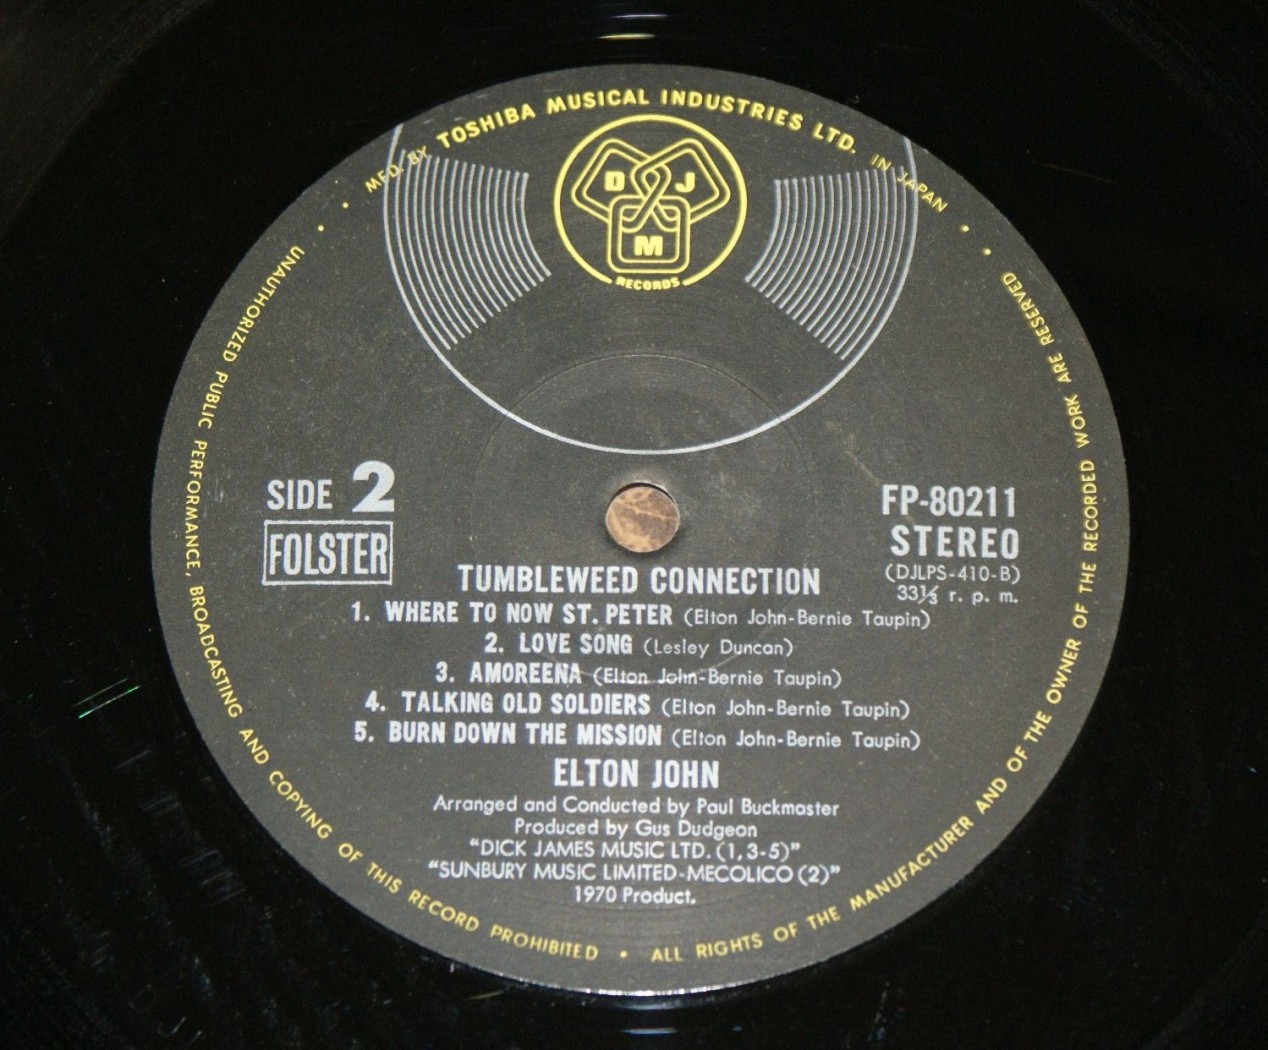 MFD. BY TOSHIBA MUSICAL INDUSTRIES LTD. IN JAPAN
D J
M
RECORDS
SIDE 2
FOLSTER
FP-80211
STEREO
(DJLPS-410-B)
33⅓ r. p. m.
TUMBLEWEED CONNECTION
1. WHERE TO NOW ST. PETER (Elton John-Bernie Taupin)
2. LOVE SONG (Lesley Duncan)
3. AMOREENA (Elton John-Bernie Taupin)
4. TALKING OLD SOLDIERS (Elton John-Bernie Taupin)
5. BURN DOWN THE MISSION (Elton John-Bernie Taupin)
ELTON JOHN
Arranged and Conducted by Paul Buckmaster
Produced by Gus Dudgeon
"DICK JAMES MUSIC LTD. (1, 3-5)"
"SUNBURY MUSIC LIMITED-MECOLICO (2)"
1970 Product.
UNAUTHORIZED PUBLIC PERFORMANCE, BROADCASTING AND COPYING OF THIS RECORD PROHIBITED • ALL RIGHTS OF THE MANUFACTURER AND OF THE OWNER OF THE RECORDED WORK ARE RESERVED